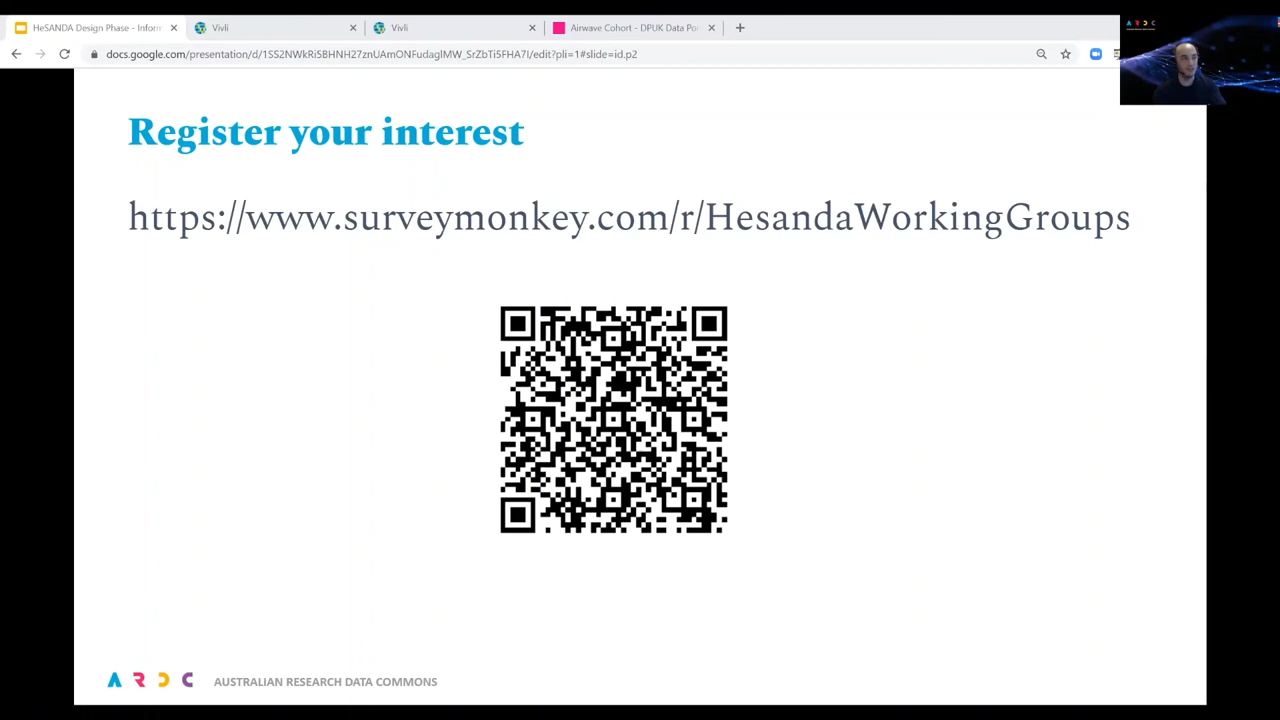 HeSANDA Design Phase - Inform
Vivli
Vivli
Airwave Cohort - DPUK Data Por
docs.google.com/presentation/d/1SS2NWkRi5BHNH27znUAmONFudaglMW_SrZbTi5FHA7I/edit?pli=1#slide=id.p2
A R D C
Register your interest
https://www.surveymonkey.com/r/HesandaWorkingGroups
A R D C AUSTRALIAN RESEARCH DATA COMMONS